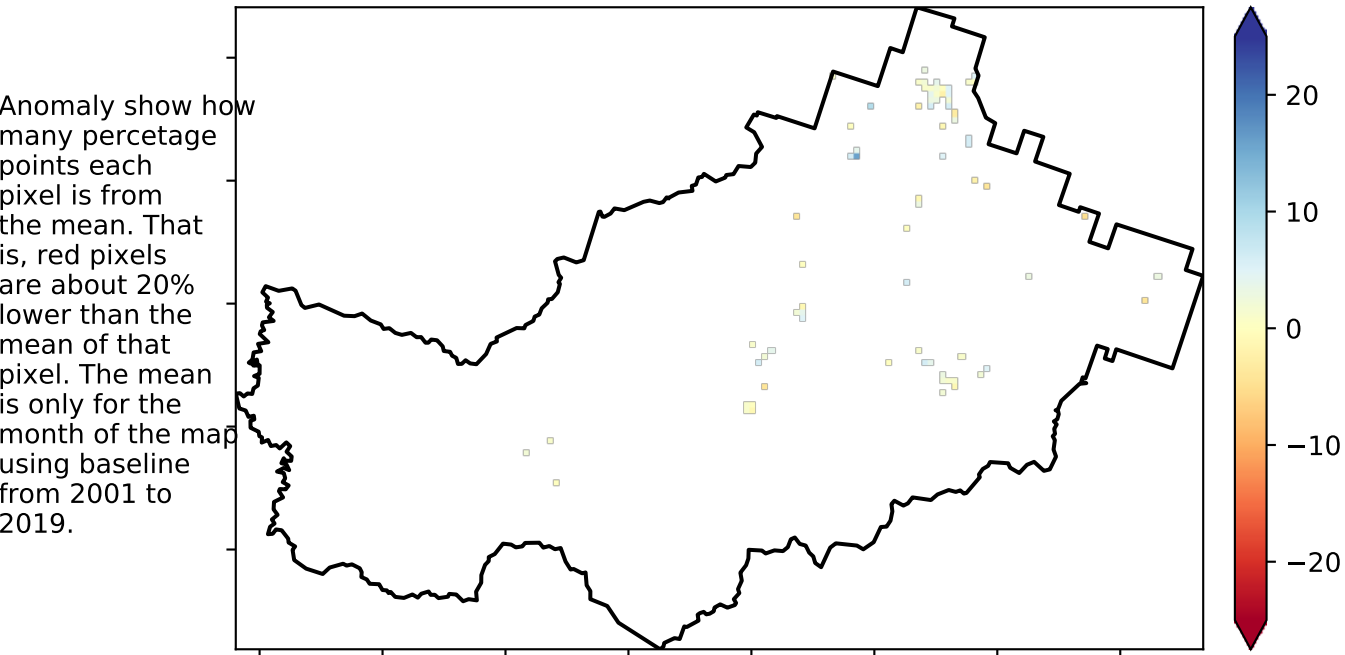 Anomaly show how
many percetage
points each
pixel is from
the mean. That
is, red pixels
are about 20%
lower than the
mean of that
pixel. The mean
is only for the
month of the map
using baseline
from 2001 to
2019.
20
10
0
−10
−20